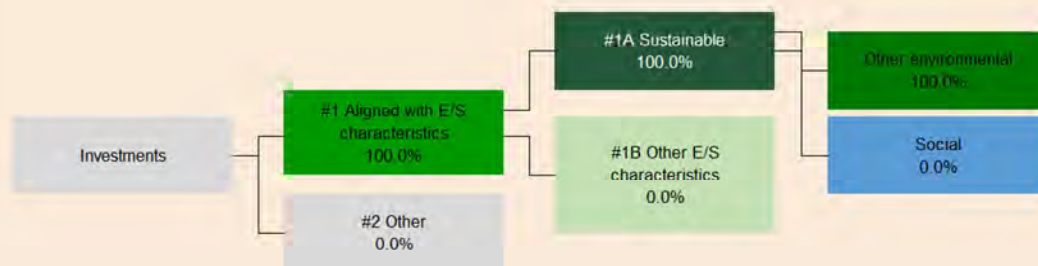 Investments
#1 Aligned with E/S
characteristics
100.0%
#2 Other
0.0%
#1A Sustainable
100.0%
#1B Other E/S
characteristics
0.0%
Other environmental
100.0%
Social
0.0%